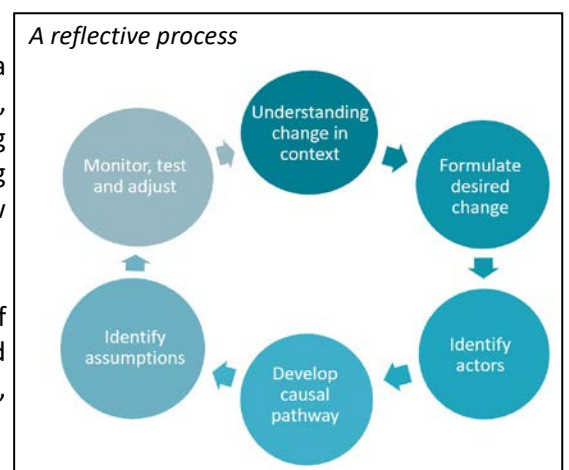 A reflective process
Understanding
change in
context
Formulate
desired
change
Identify
actors
Develop
causal
pathway
Identify
assumptions
Monitor, test
and adjust